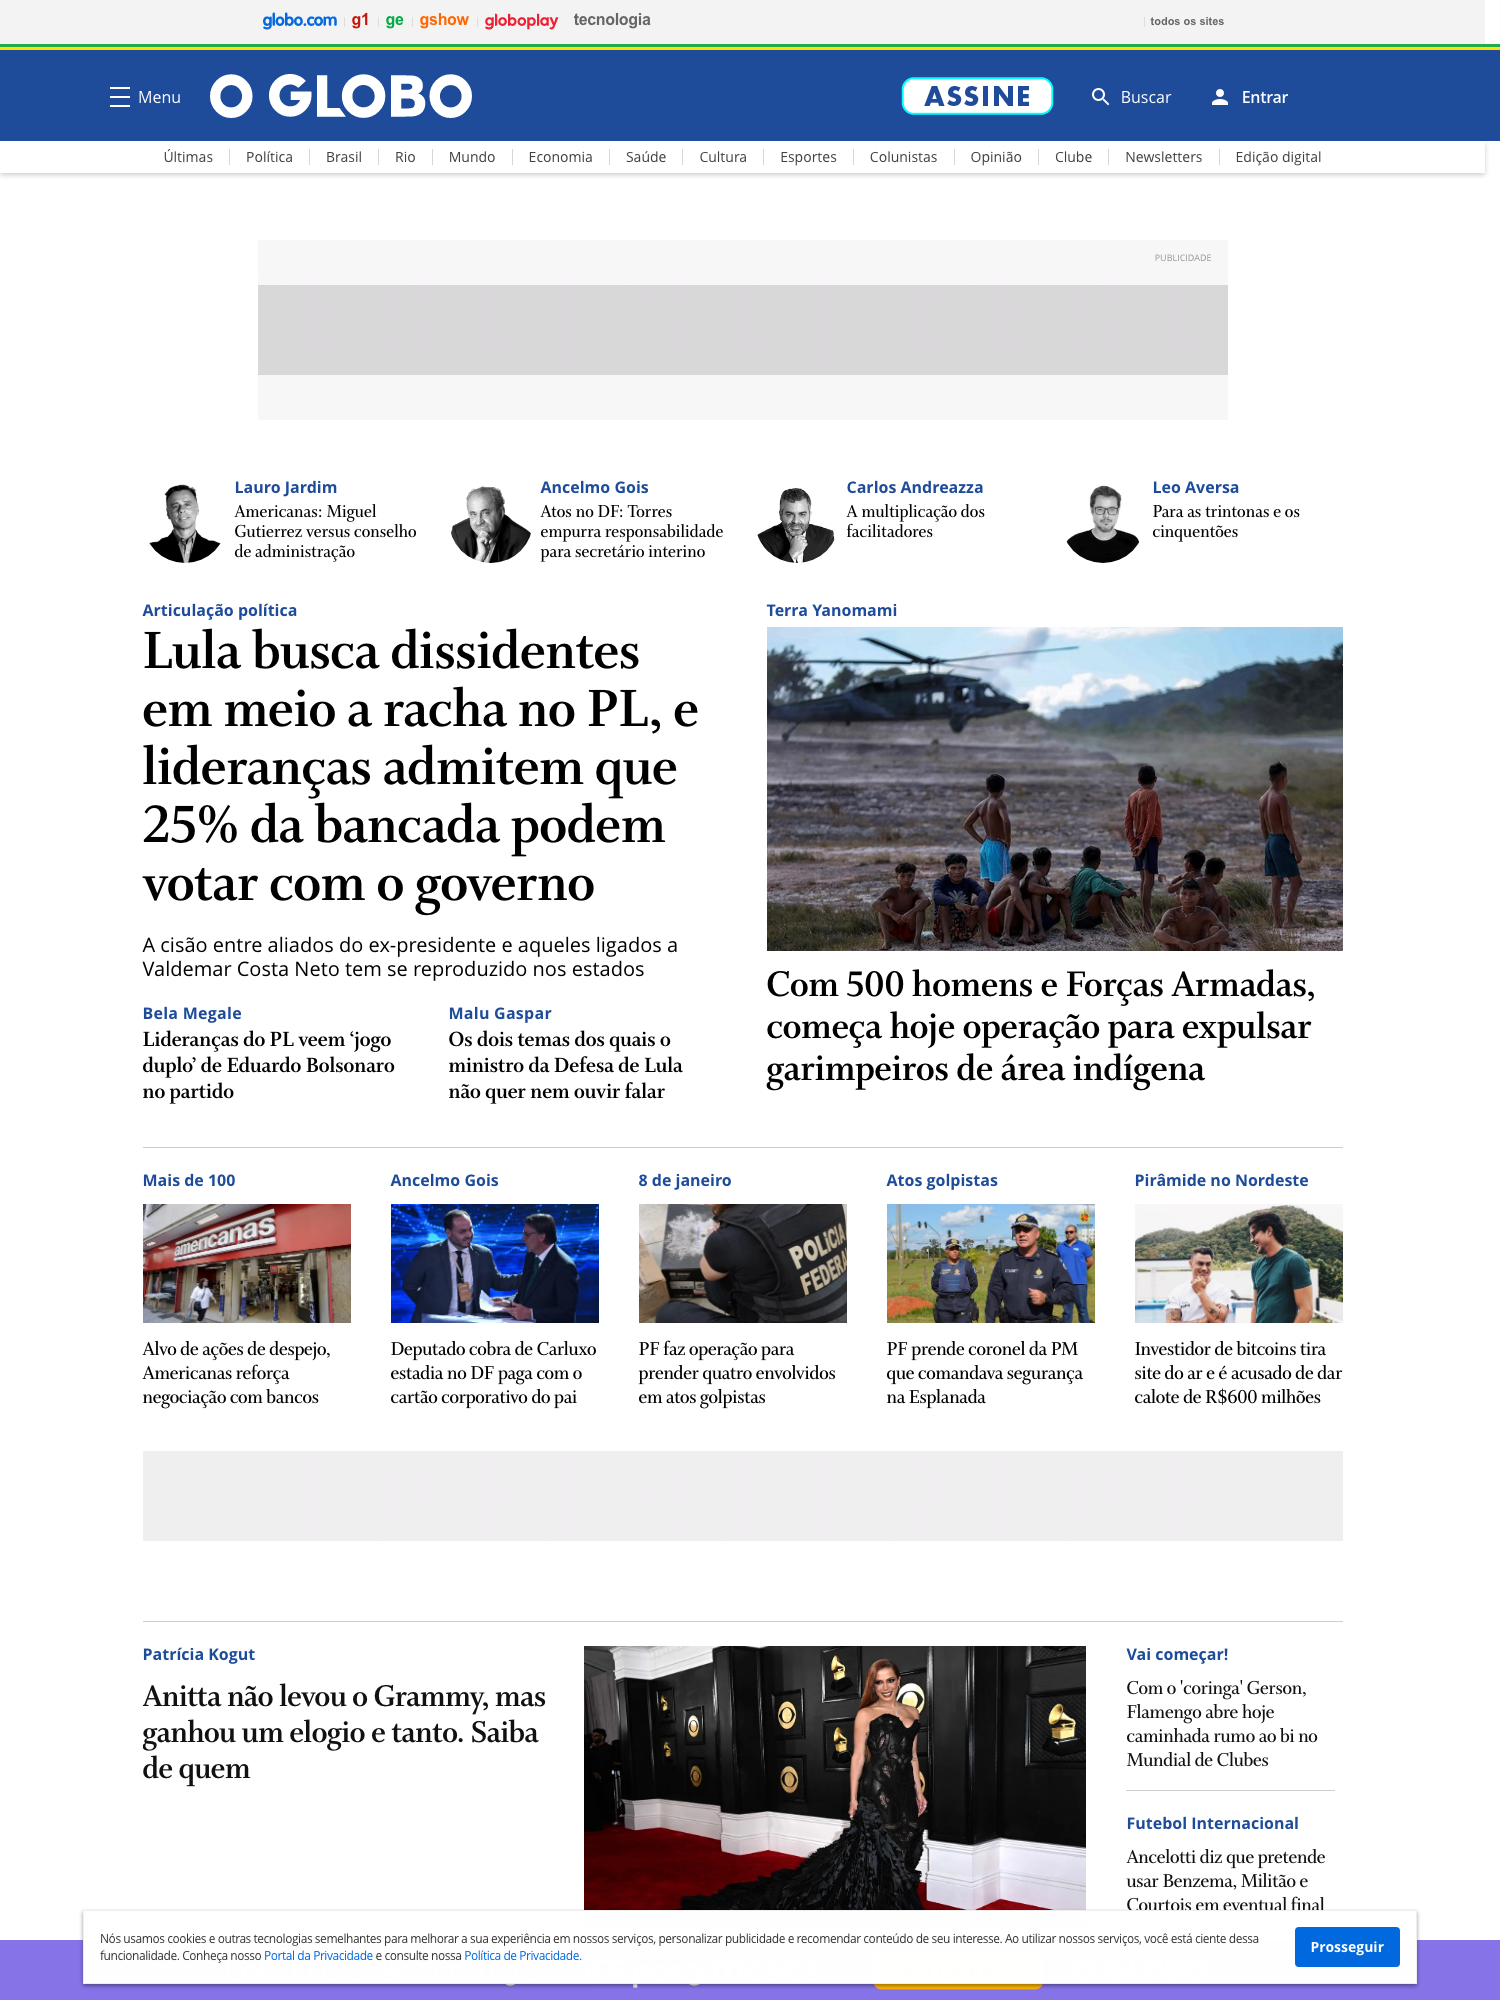 globo.com g1 ge gshow globoplay tecnologia todos os sites
Menu O GLOBO ASSINE Buscar Entrar
Últimas Política Brasil Rio Mundo Economia Saúde Cultura Esportes Colunistas Opinião Clube Newsletters Edição digital
PUBLICIDADE
Lauro Jardim
Americanas: Miguel
Gutierrez versus conselho
de administração
Ancelmo Gois
Atos no DF: Torres
empurra responsabilidade
para secretário interino
Carlos Andreazza
A multiplicação dos
facilitadores
Leo Aversa
Para as trintonas e os
cinquentões
Articulação política
Lula busca dissidentes
em meio a racha no PL, e
lideranças admitem que
25% da bancada podem
votar com o governo
A cisão entre aliados do ex-presidente e aqueles ligados a
Valdemar Costa Neto tem se reproduzido nos estados
Bela Megale
Lideranças do PL veem ‘jogo
duplo’ de Eduardo Bolsonaro
no partido
Malu Gaspar
Os dois temas dos quais o
ministro da Defesa de Lula
não quer nem ouvir falar
Terra Yanomami
Com 500 homens e Forças Armadas,
começa hoje operação para expulsar
garimpeiros de área indígena
Mais de 100
americanas
Alvo de ações de despejo,
Americanas reforça
negociação com bancos
Ancelmo Gois
Deputado cobra de Carluxo
estadia no DF paga com o
cartão corporativo do pai
8 de janeiro
POLÍCIA
FEDERAL
PF faz operação para
prender quatro envolvidos
em atos golpistas
Atos golpistas
PF prende coronel da PM
que comandava segurança
na Esplanada
Pirâmide no Nordeste
Investidor de bitcoins tira
site do ar e é acusado de dar
calote de R$600 milhões
Patrícia Kogut
Anitta não levou o Grammy, mas
ganhou um elogio e tanto. Saiba
de quem
Vai começar!
Com o 'coringa' Gerson,
Flamengo abre hoje
caminhada rumo ao bi no
Mundial de Clubes
Futebol Internacional
Ancelotti diz que pretende
usar Benzema, Militão e
Courtois em eventual final
Nós usamos cookies e outras tecnologias semelhantes para melhorar a sua experiência em nossos serviços, personalizar publicidade e recomendar conteúdo de seu interesse. Ao utilizar nossos serviços, você está ciente dessa
funcionalidade. Conheça nosso Portal da Privacidade e consulte nossa Política de Privacidade.
Prosseguir